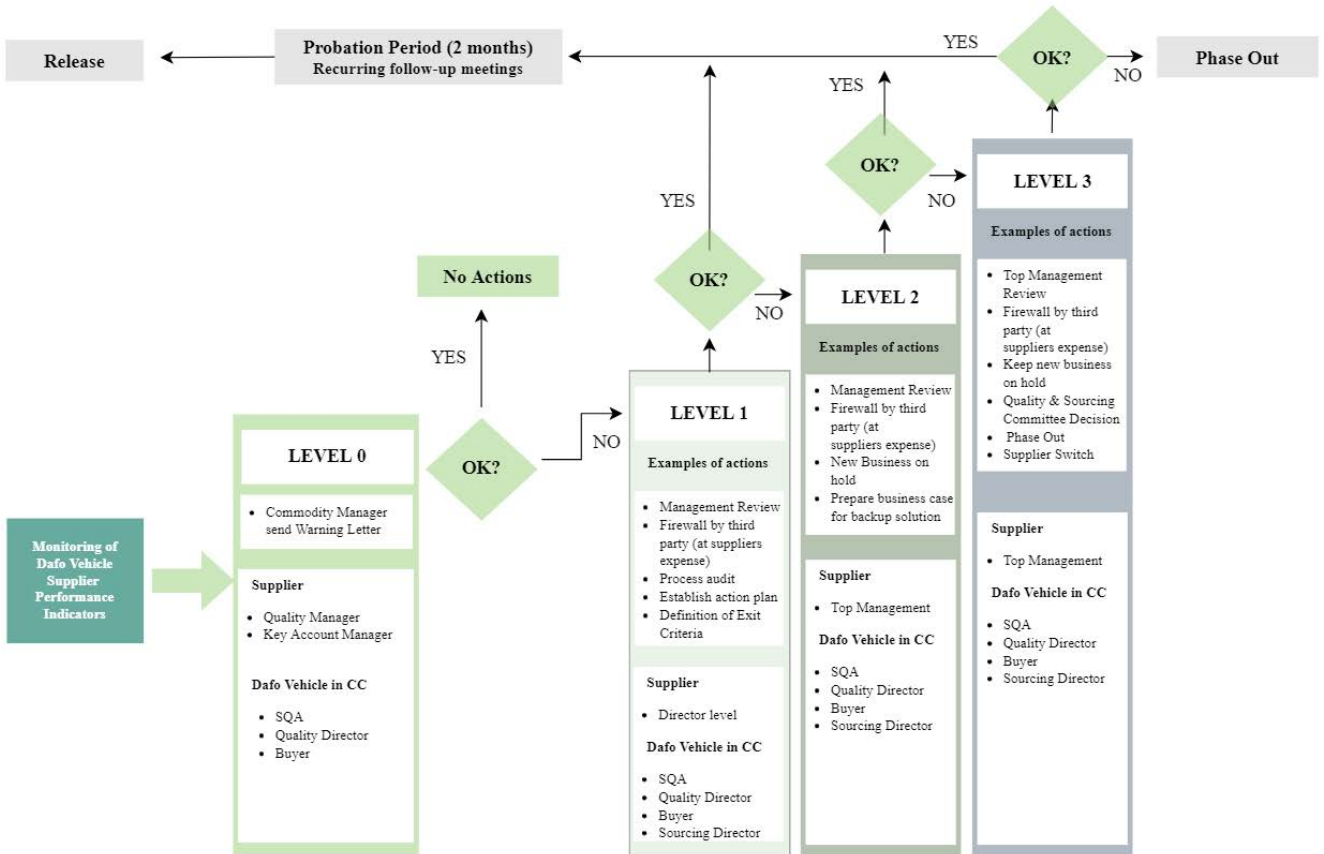 Release
Probation Period (2 months)
Recurring follow-up meetings
YES
OK?
NO
Phase Out
Monitoring of
Dafo Vehicle
Supplier
Performance
Indicators
LEVEL 0
• Commodity Manager
send Warning Letter
Supplier
• Quality Manager
• Key Account Manager
Dafo Vehicle in CC
• SQA
• Quality Director
• Buyer
No Actions
YES
OK?
NO
LEVEL 1
Examples of actions
• Management Review
• Firewall by third
party (at suppliers
expense)
• Process audit
• Establish action plan
• Definition of Exit
Criteria
Supplier
• Director level
Dafo Vehicle in CC
• SQA
• Quality Director
• Buyer
• Sourcing Director
YES
OK?
NO
LEVEL 2
Examples of actions
• Management Review
• Firewall by third
party (at
suppliers expense)
• New Business on
hold
• Prepare business case
for backup solution
Supplier
• Top Management
Dafo Vehicle in CC
• SQA
• Quality Director
• Buyer
• Sourcing Director
YES
OK?
NO
LEVEL 3
Examples of actions
• Top Management
Review
• Firewall by third
party (at
suppliers expense)
• Keep new business
on hold
• Quality & Sourcing
Committee Decision
• Phase Out
• Supplier Switch
Supplier
• Top Management
Dafo Vehicle in CC
• SQA
• Quality Director
• Buyer
• Sourcing Director